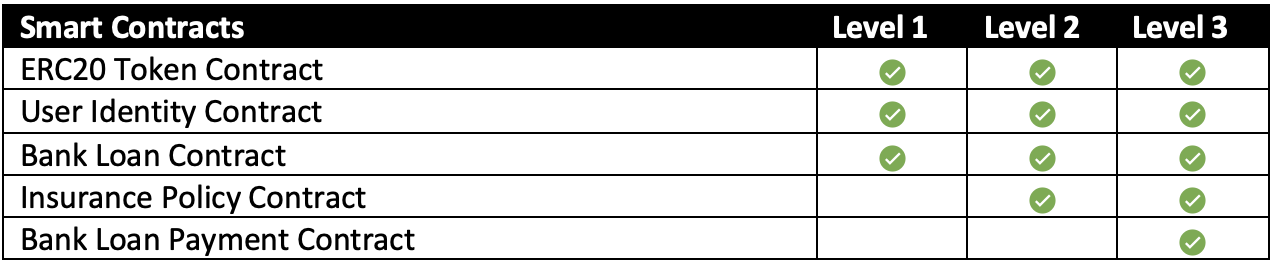 Smart Contracts Level 1 Level 2 Level 3
ERC20 Token Contract
User Identity Contract
Bank Loan Contract
Insurance Policy Contract
Bank Loan Payment Contract